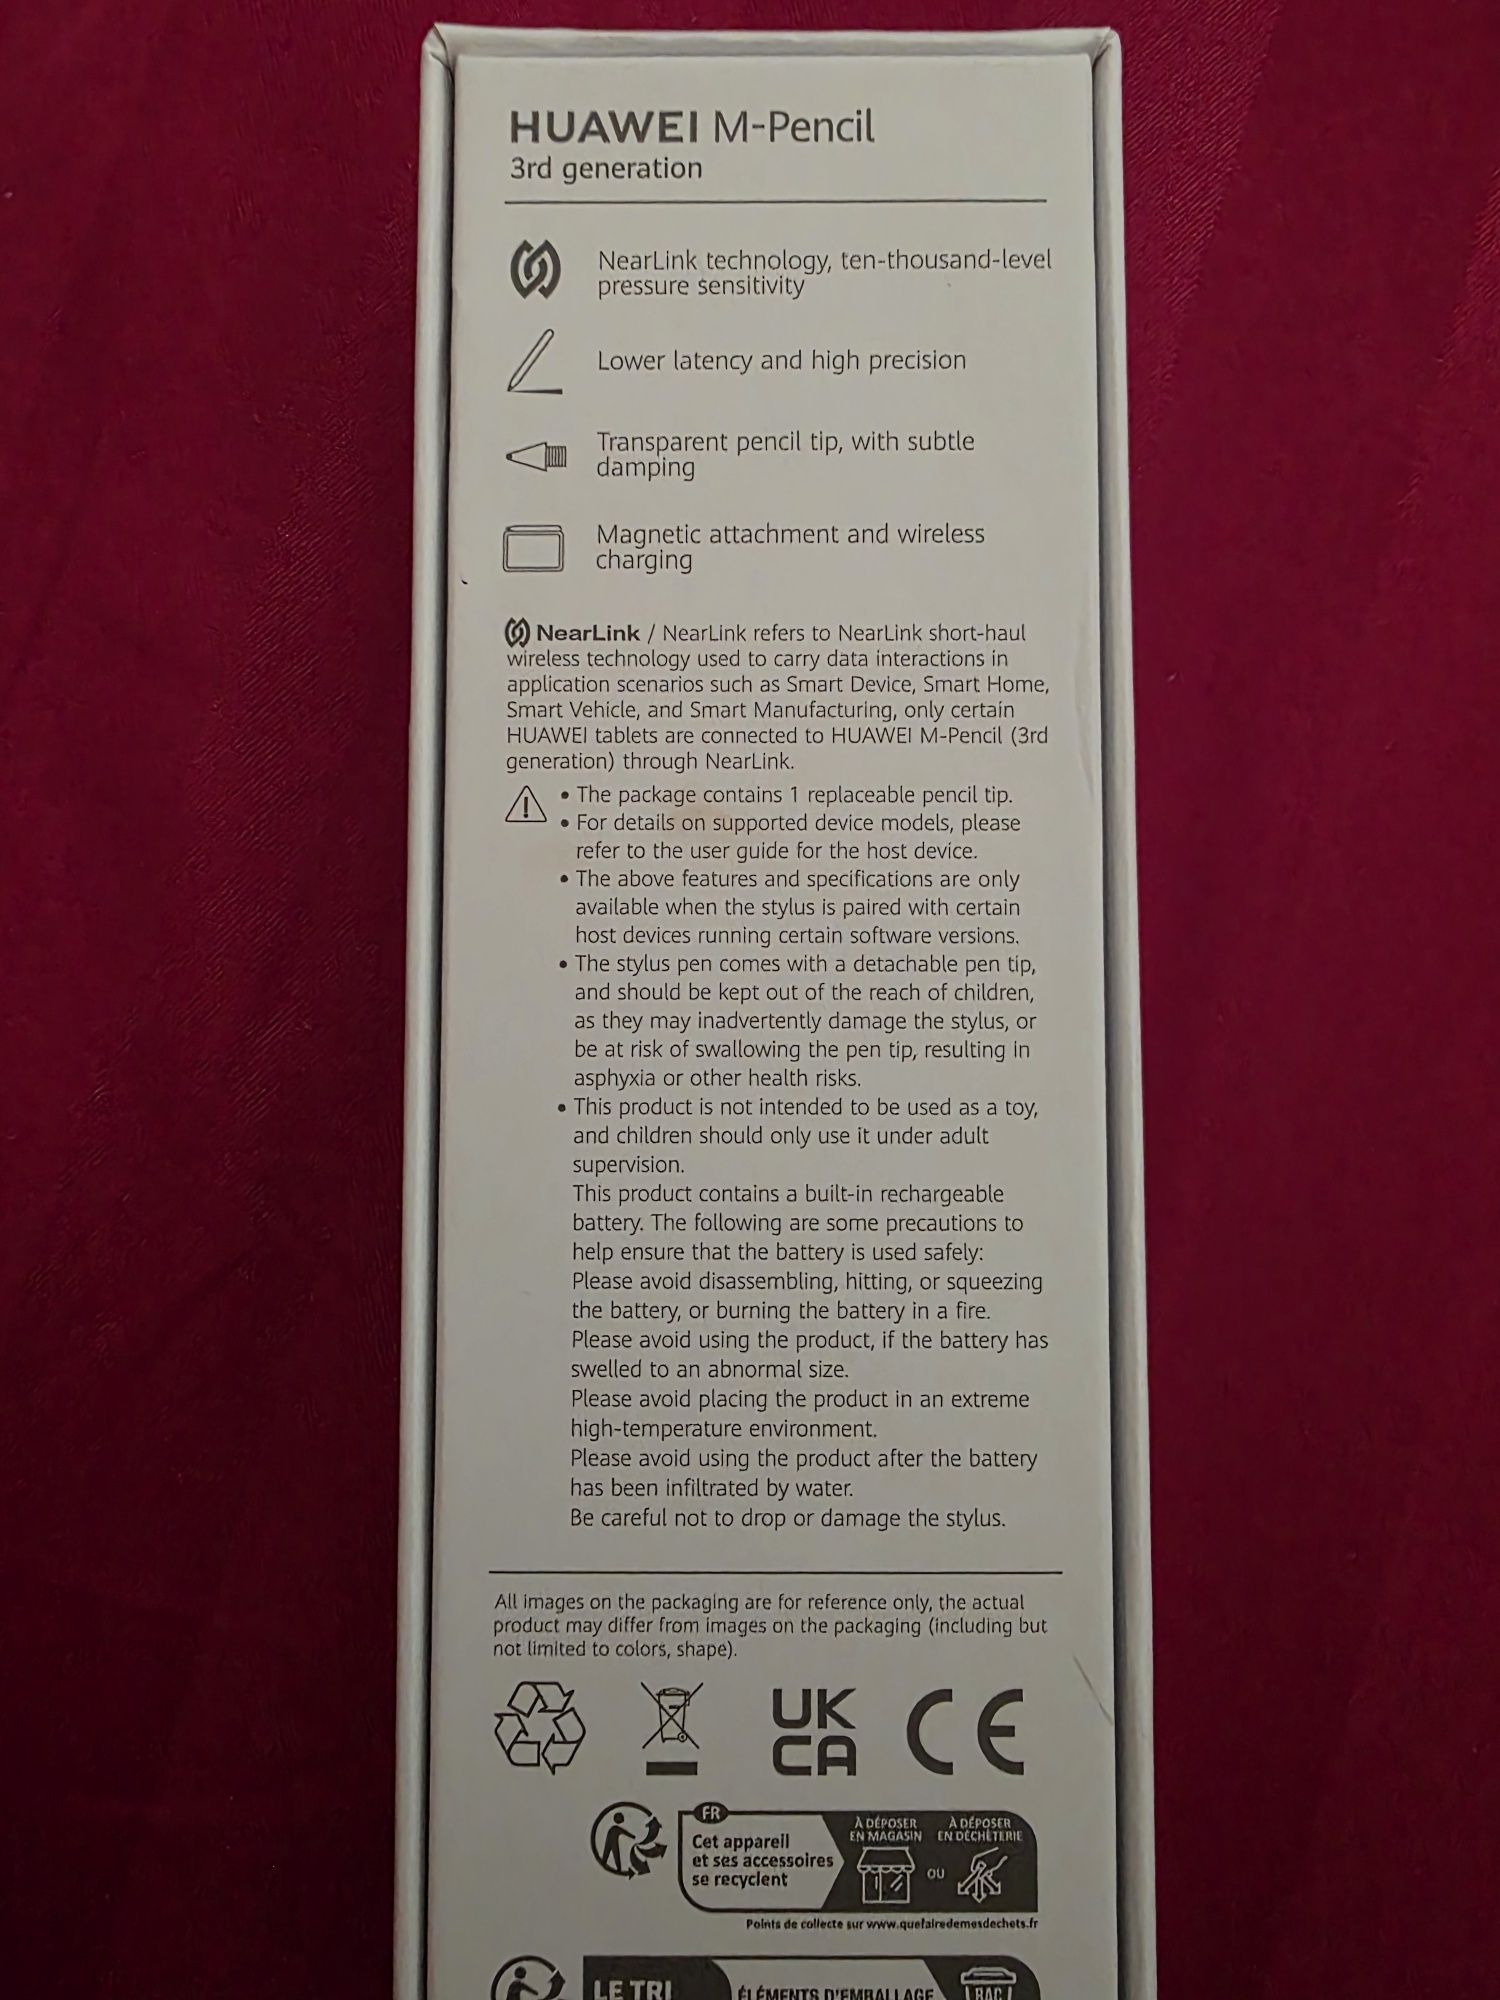 HUAWEI M-Pencil
3rd generation
NearLink technology, ten-thousand-level
pressure sensitivity
Lower latency and high precision
Transparent pencil tip, with subtle
damping
Magnetic attachment and wireless
charging
NearLink / NearLink refers to NearLink short-haul
wireless technology used to carry data interactions in
application scenarios such as Smart Device, Smart Home,
Smart Vehicle, and Smart Manufacturing, only certain
HUAWEI tablets are connected to HUAWEI M-Pencil (3rd
generation) through NearLink.
• The package contains 1 replaceable pencil tip.
• For details on supported device models, please
refer to the user guide for the host device.
• The above features and specifications are only
available when the stylus is paired with certain
host devices running certain software versions.
• The stylus pen comes with a detachable pen tip,
and should be kept out of the reach of children,
as they may inadvertently damage the stylus, or
be at risk of swallowing the pen tip, resulting in
asphyxia or other health risks.
• This product is not intended to be used as a toy,
and children should only use it under adult
supervision.
This product contains a built-in rechargeable
battery. The following are some precautions to
help ensure that the battery is used safely:
Please avoid disassembling, hitting, or squeezing
the battery, or burning the battery in a fire.
Please avoid using the product, if the battery has
swelled to an abnormal size.
Please avoid placing the product in an extreme
high-temperature environment.
Please avoid using the product after the battery
has been infiltrated by water.
Be careful not to drop or damage the stylus.
All images on the packaging are for reference only, the actual
product may differ from images on the packaging (including but
not limited to colors, shape).
UK
CA
CE
FR
Cet appareil
et ses accessoires
se recyclent
À DÉPOSER
EN MAGASIN
OU
À DÉPOSER
EN DÉCHÈTERIE
Points de collecte sur www.quefairedemesdechets.fr
LE TRI
ÉLÉMENTS D'EMBALLAGE
BAC